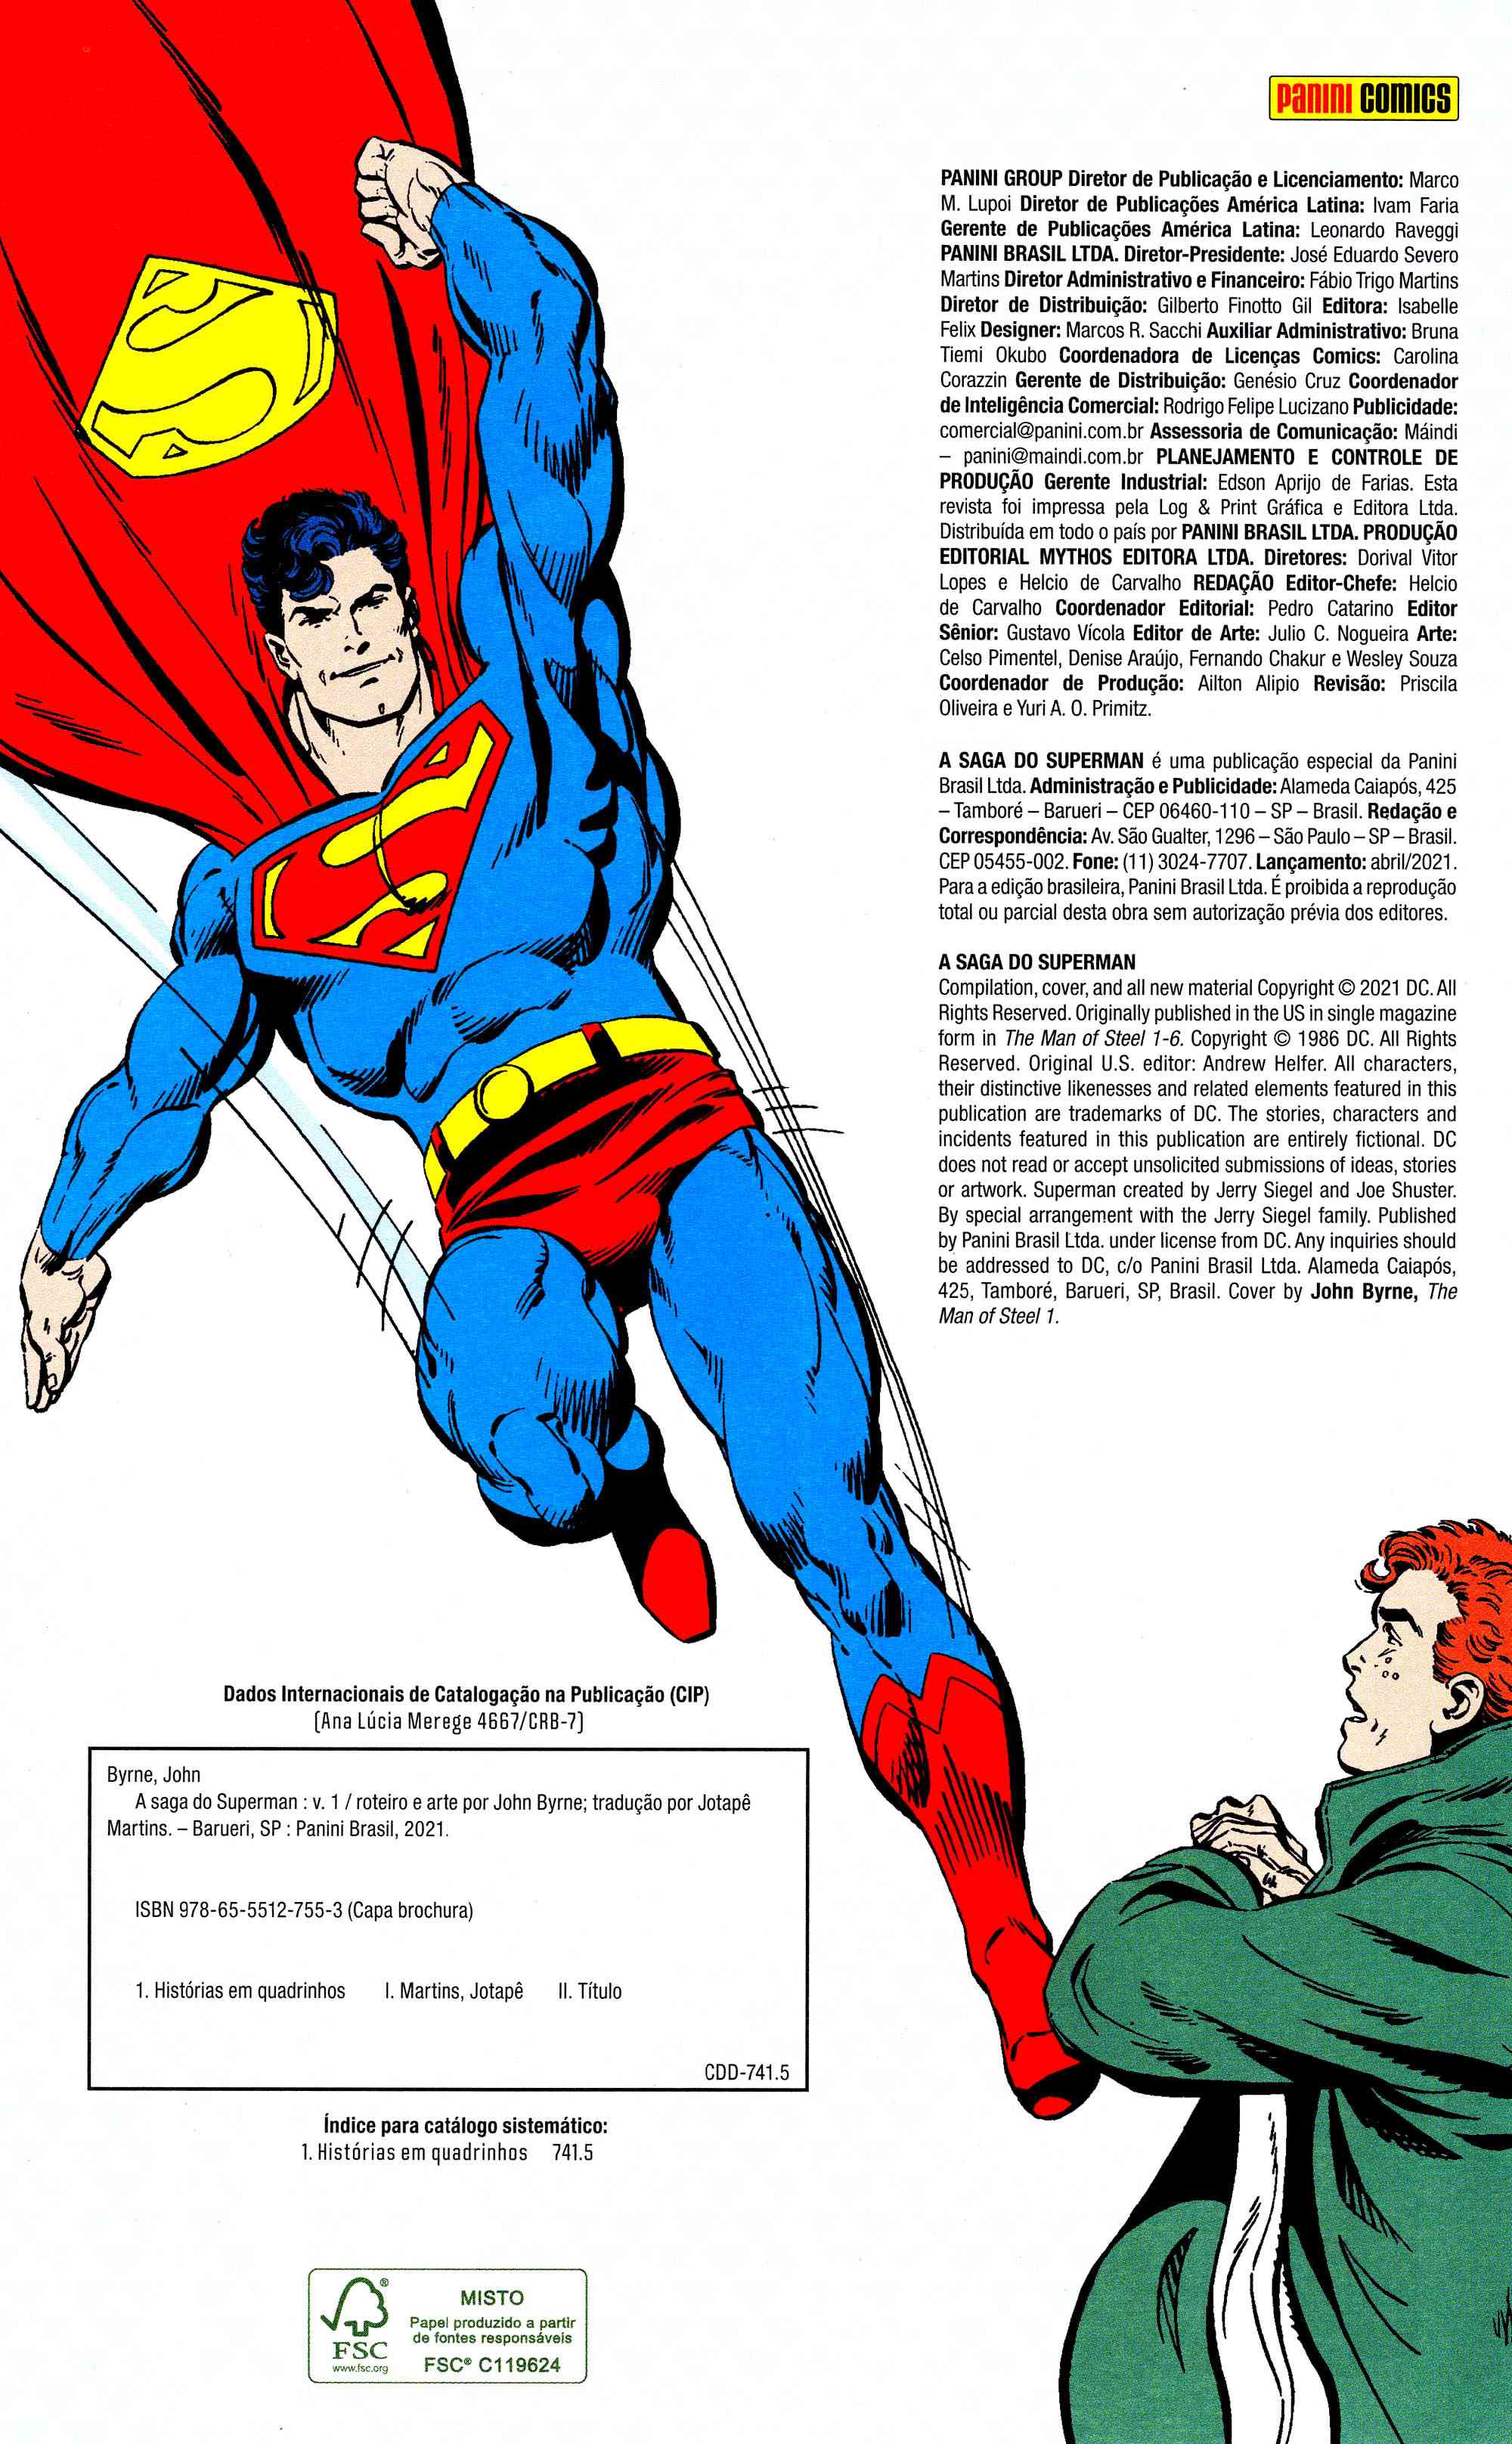 PANINI COMICS
PANINI GROUP Diretor de Publicação e Licenciamento: Marco
M. Lupoi Diretor de Publicações América Latina: Ivam Faria
Gerente de Publicações América Latina: Leonardo Raveggi
PANINI BRASIL LTDA. Diretor-Presidente: José Eduardo Severo
Martins Diretor Administrativo e Financeiro: Fábio Trigo Martins
Diretor de Distribuição: Gilberto Finotto Gil Editora: Isabelle
Felix Designer: Marcos R. Sacchi Auxiliar Administrativo: Bruna
Tiemi Okubo Coordenadora de Licenças Comics: Carolina
Corazzin Gerente de Distribuição: Genésio Cruz Coordenador
de Inteligência Comercial: Rodrigo Felipe Lucizano Publicidade:
comercial@panini.com.br Assessoria de Comunicação: Máindi
– panini@maindi.com.br PLANEJAMENTO E CONTROLE DE
PRODUÇÃO Gerente Industrial: Edson Aprijo de Farias. Esta
revista foi impressa pela Log & Print Gráfica e Editora Ltda.
Distribuída em todo o país por PANINI BRASIL LTDA. PRODUÇÃO
EDITORIAL MYTHOS EDITORA LTDA. Diretores: Dorival Vitor
Lopes e Helcio de Carvalho REDAÇÃO Editor-Chefe: Helcio
de Carvalho Coordenador Editorial: Pedro Catarino Editor
Sênior: Gustavo Vícola Editor de Arte: Julio C. Nogueira Arte:
Celso Pimentel, Denise Araújo, Fernando Chakur e Wesley Souza
Coordenador de Produção: Ailton Alipio Revisão: Priscila
Oliveira e Yuri A. O. Primitz.
A SAGA DO SUPERMAN é uma publicação especial da Panini
Brasil Ltda. Administração e Publicidade: Alameda Caiapós, 425
– Tamboré – Barueri – CEP 06460-110 – SP – Brasil. Redação e
Correspondência: Av. São Gualter, 1296 – São Paulo – SP – Brasil.
CEP 05455-002. Fone: (11) 3024-7707. Lançamento: abril/2021.
Para a edição brasileira, Panini Brasil Ltda. É proibida a reprodução
total ou parcial desta obra sem autorização prévia dos editores.
A SAGA DO SUPERMAN
Compilation, cover, and all new material Copyright © 2021 DC. All
Rights Reserved. Originally published in the US in single magazine
form in The Man of Steel 1-6. Copyright © 1986 DC. All Rights
Reserved. Original U.S. editor: Andrew Helfer. All characters,
their distinctive likenesses and related elements featured in this
publication are trademarks of DC. The stories, characters and
incidents featured in this publication are entirely fictional. DC
does not read or accept unsolicited submissions of ideas, stories
or artwork. Superman created by Jerry Siegel and Joe Shuster.
By special arrangement with the Jerry Siegel family. Published
by Panini Brasil Ltda. under license from DC. Any inquiries should
be addressed to DC, c/o Panini Brasil Ltda. Alameda Caiapós,
425, Tamboré, Barueri, SP, Brasil. Cover by John Byrne, The
Man of Steel 1.
Dados Internacionais de Catalogação na Publicação (CIP)
(Ana Lúcia Merege 4667/CRB-7)
Byrne, John
A saga do Superman : v. 1 / roteiro e arte por John Byrne; tradução por Jotapê
Martins. – Barueri, SP : Panini Brasil, 2021.
ISBN 978-65-5512-755-3 (Capa brochura)
1. Histórias em quadrinhos I. Martins, Jotapê II. Título
CDD-741.5
Índice para catálogo sistemático:
1. Histórias em quadrinhos 741.5
FSC ®
www.fsc.org
MISTO
Papel produzido a partir
de fontes responsáveis
FSC® C119624